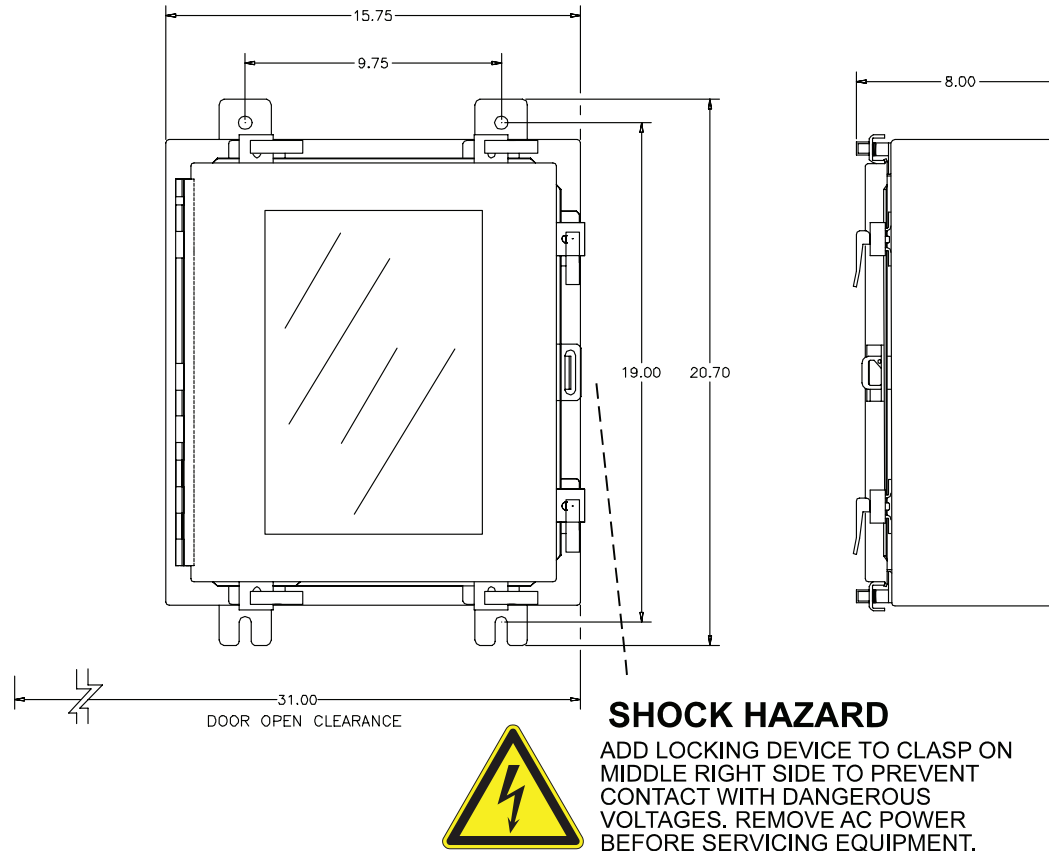 15.75
9.75
8.00
19.00
20.70
31.00
DOOR OPEN CLEARANCE
SHOCK HAZARD
ADD LOCKING DEVICE TO CLASP ON
MIDDLE RIGHT SIDE TO PREVENT
CONTACT WITH DANGEROUS
VOLTAGES. REMOVE AC POWER
BEFORE SERVICING EQUIPMENT.